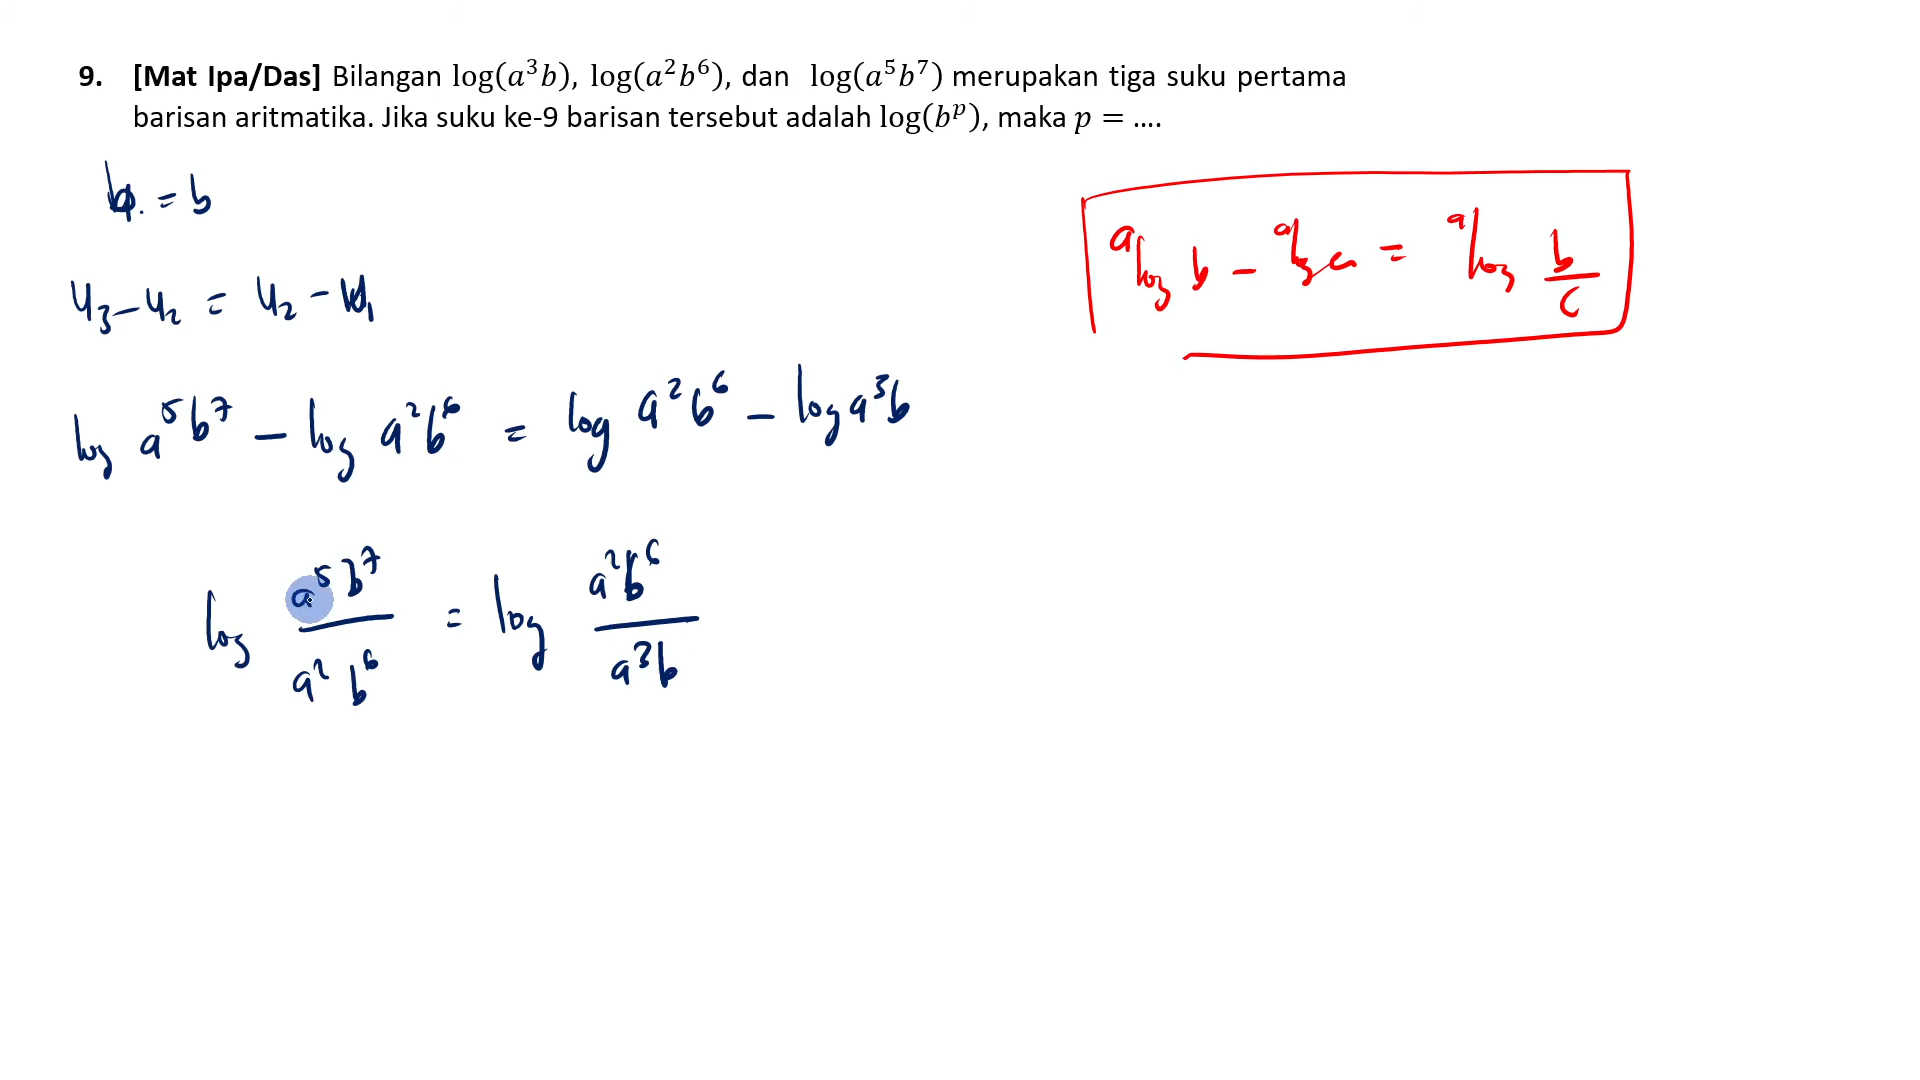 9. [Mat Ipa/Das] Bilangan log(a³b), log(a²b⁶), dan log(a⁵b⁷) merupakan tiga suku pertama
barisan aritmatika. Jika suku ke-9 barisan tersebut adalah log(bᵖ), maka p = ....
= b
ᵃlog b - ᵃlog c = ᵃlog b/c
U₃ - U₂ = U₂ - U₁
log a⁵b⁷ - log a²b⁶ = log a²b⁶ - log a³b
log a⁵b⁷/a²b⁶ = log a²b⁶/a³b